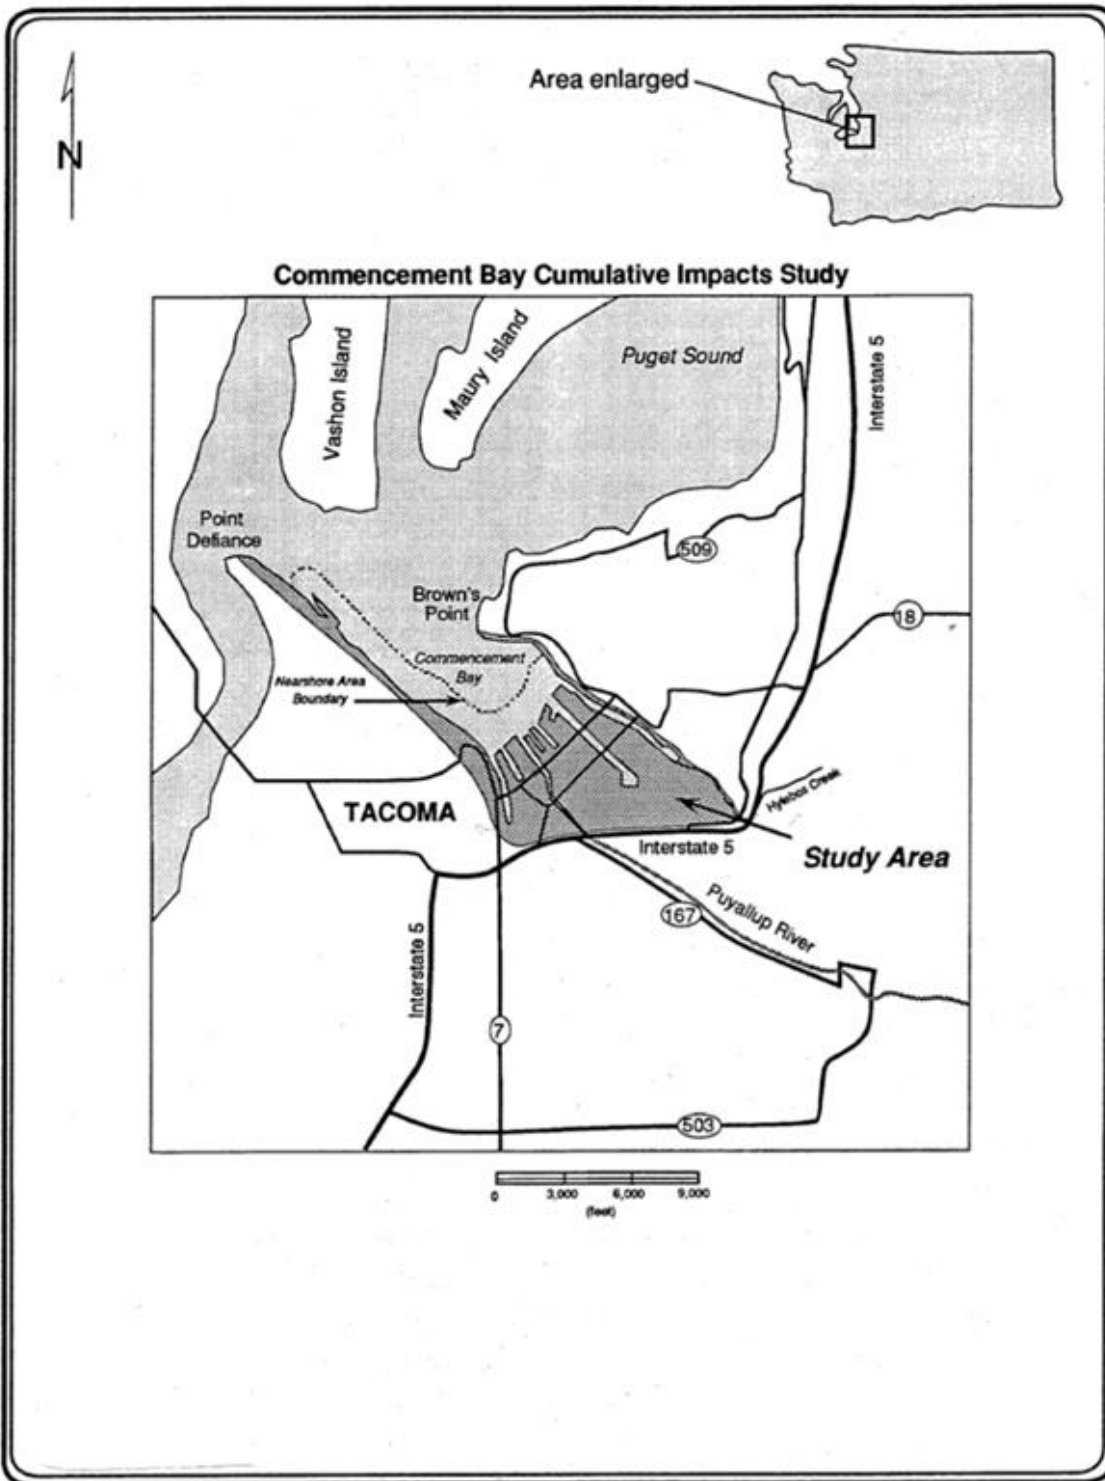 Area enlarged
N
Commencement Bay Cumulative Impacts Study
Vashon Island
Maury Island
Puget Sound
Interstate 5
Point
Defiance
509
Brown's
Point
18
Commencement
Bay
Nearshore Area
Boundary
TACOMA
Hylebos Creek
Interstate 5
Study Area
Puyallup River
167
Interstate 5
7
503
0 3,000 6,000 9,000
(feet)